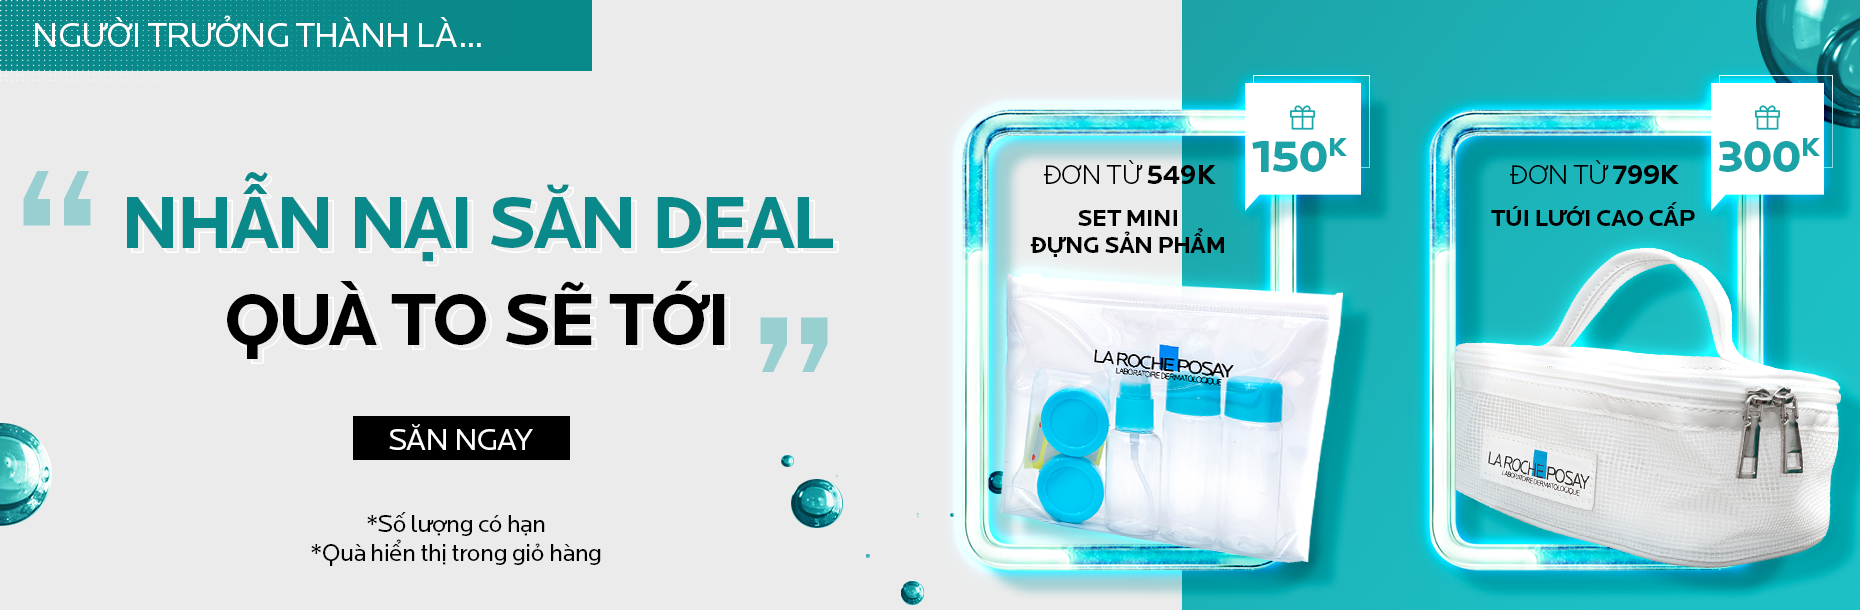 NGƯỜI TRƯỞNG THÀNH LÀ...
“ NHẪN NẠI SĂN DEAL
QUÀ TO SẼ TỚI ”
SĂN NGAY
*Số lượng có hạn
*Quà hiển thị trong giỏ hàng
150K
ĐƠN TỪ 549K
SET MINI
ĐỰNG SẢN PHẨM
LA ROCHE POSAY
LABORATOIRE DERMATOLOGIQUE
300K
ĐƠN TỪ 799K
TÚI LƯỚI CAO CẤP
LA ROCHE POSAY
LABORATOIRE DERMATOLOGIQUE